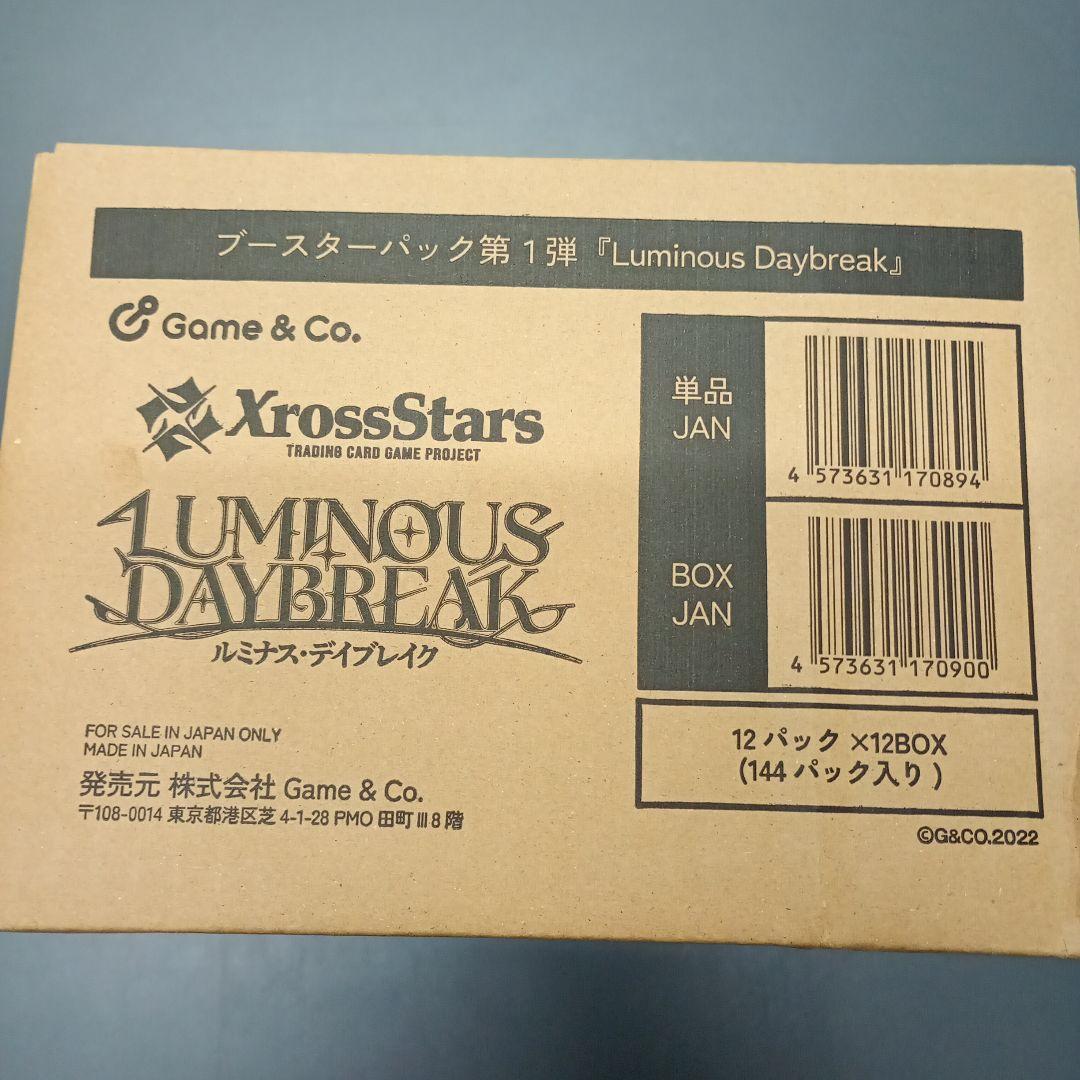 ブースターパック第1弾『Luminous Daybreak』
Game & Co.
XrossStars
TRADING CARD GAME PROJECT
LUMINOUS
DAYBREAK
ルミナス・デイブレイク
単品
JAN
4 573631 170894
BOX
JAN
4 573631 170900
12パック ×12BOX
(144パック入り)
FOR SALE IN JAPAN ONLY
MADE IN JAPAN
発売元 株式会社 Game & Co.
〒108-0014 東京都港区芝 4-1-28 PMO 田町Ⅲ8階
©G&CO.2022